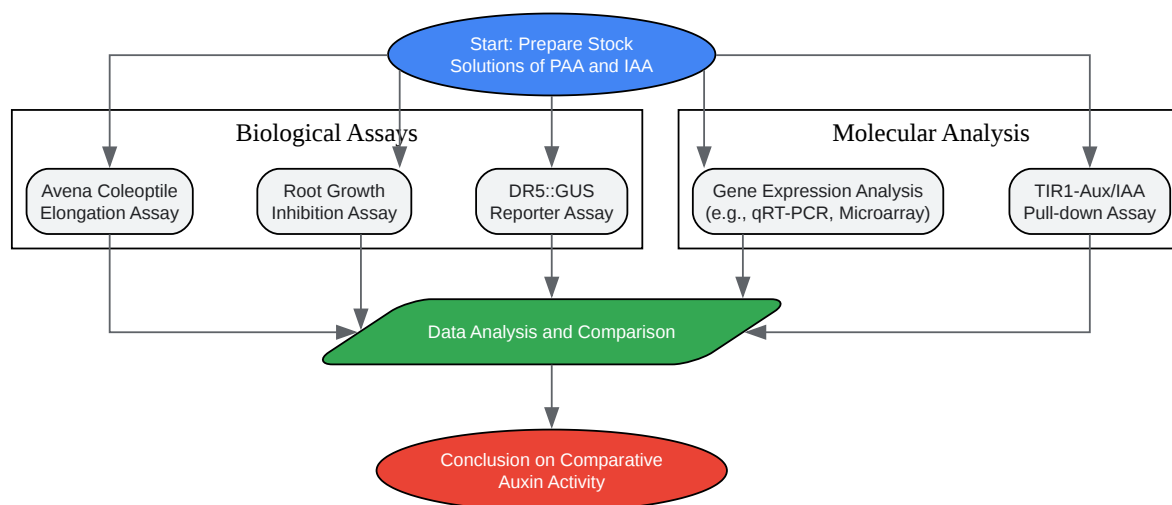 Start: Prepare Stock
Solutions of PAA and IAA
Biological Assays
Molecular Analysis
Avena Coleoptile
Elongation Assay
Root Growth
Inhibition Assay
DR5::GUS
Reporter Assay
Gene Expression Analysis
(e.g., qRT-PCR, Microarray)
TIR1-Aux/IAA
Pull-down Assay
Data Analysis and Comparison
Conclusion on Comparative
Auxin Activity